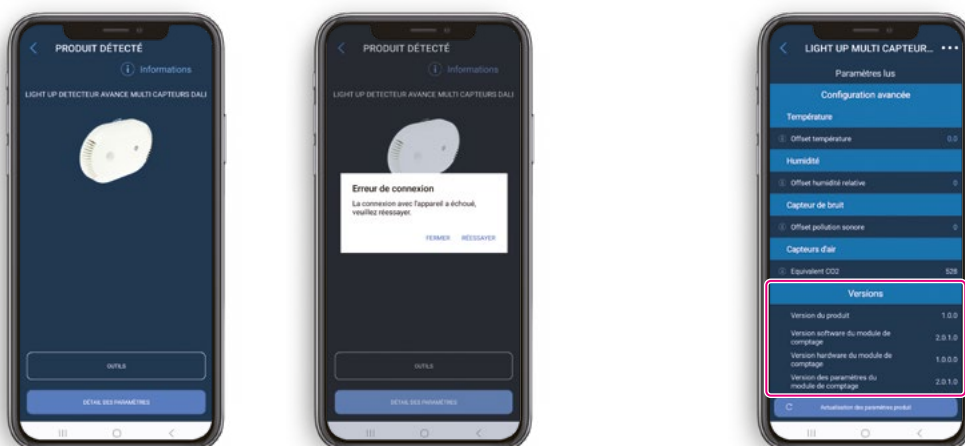 PRODUIT DÉTECTÉ
Informations
LIGHT UP DETECTEUR AVANCE MULTI CAPTEURS DALI
OUTILS
DÉTAIL DES PARAMÈTRES
PRODUIT DÉTECTÉ
Informations
LIGHT UP DETECTEUR AVANCE MULTI CAPTEURS DALI
Erreur de connexion
La connexion avec l'appareil a échoué,
veuillez réessayer.
FERMER RÉESSAYER
OUTILS
DÉTAIL DES PARAMÈTRES
LIGHT UP MULTI CAPTEUR...
Paramètres lus
Configuration avancée
Température
Offset température 0.0
Humidité
Offset humidité relative 0
Capteur de bruit
Offset pollution sonore 0
Capteurs d'air
Equivalent CO2 528
Versions
Version du produit 1.0.0
Version software du module de
comptage 2.0.1.0
Version hardware du module de
comptage 1.0.0.0
Version des paramètres du
module de comptage 2.0.1.0
Actualisation des paramètres produit